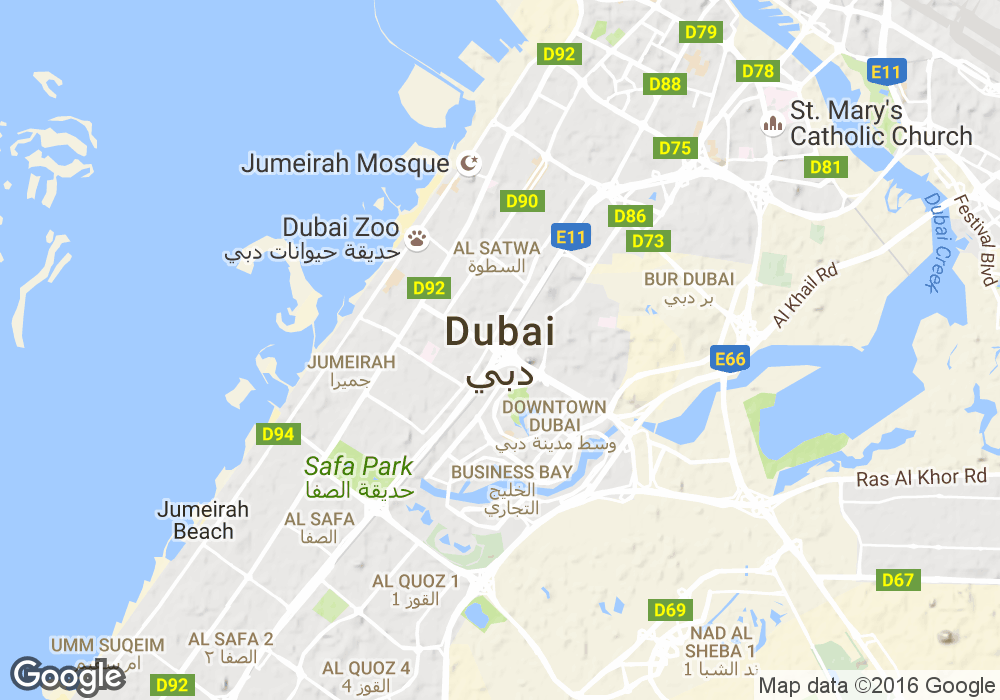 D79
D92
E11
D78
D88
St. Mary's
Catholic Church
D75
Jumeirah Mosque
D81
D90
D86
Dubai Zoo
حديقة حيوانات دبي
E11
D73
AL SATWA
السطوة
Dubai Creek
Festival Blvd
BUR DUBAI
بر دبي
Al Khail Rd
D92
Dubai
دبي
JUMEIRAH
جميرا
E66
DOWNTOWN
DUBAI
وسط مدينة دبي
D94
Safa Park
حديقة الصفا
BUSINESS BAY
الخليج
التجاري
Ras Al Khor Rd
Jumeirah
Beach
AL SAFA
الصفا
AL QUOZ 1
القوز 1
D67
D69
UMM SUQEIM
AL SAFA 2
الصفا ٢
NAD AL
SHEBA 1
ند الشبا 1
AL QUOZ 4
القوز 4
D92
Google
Map data ©2016 Google